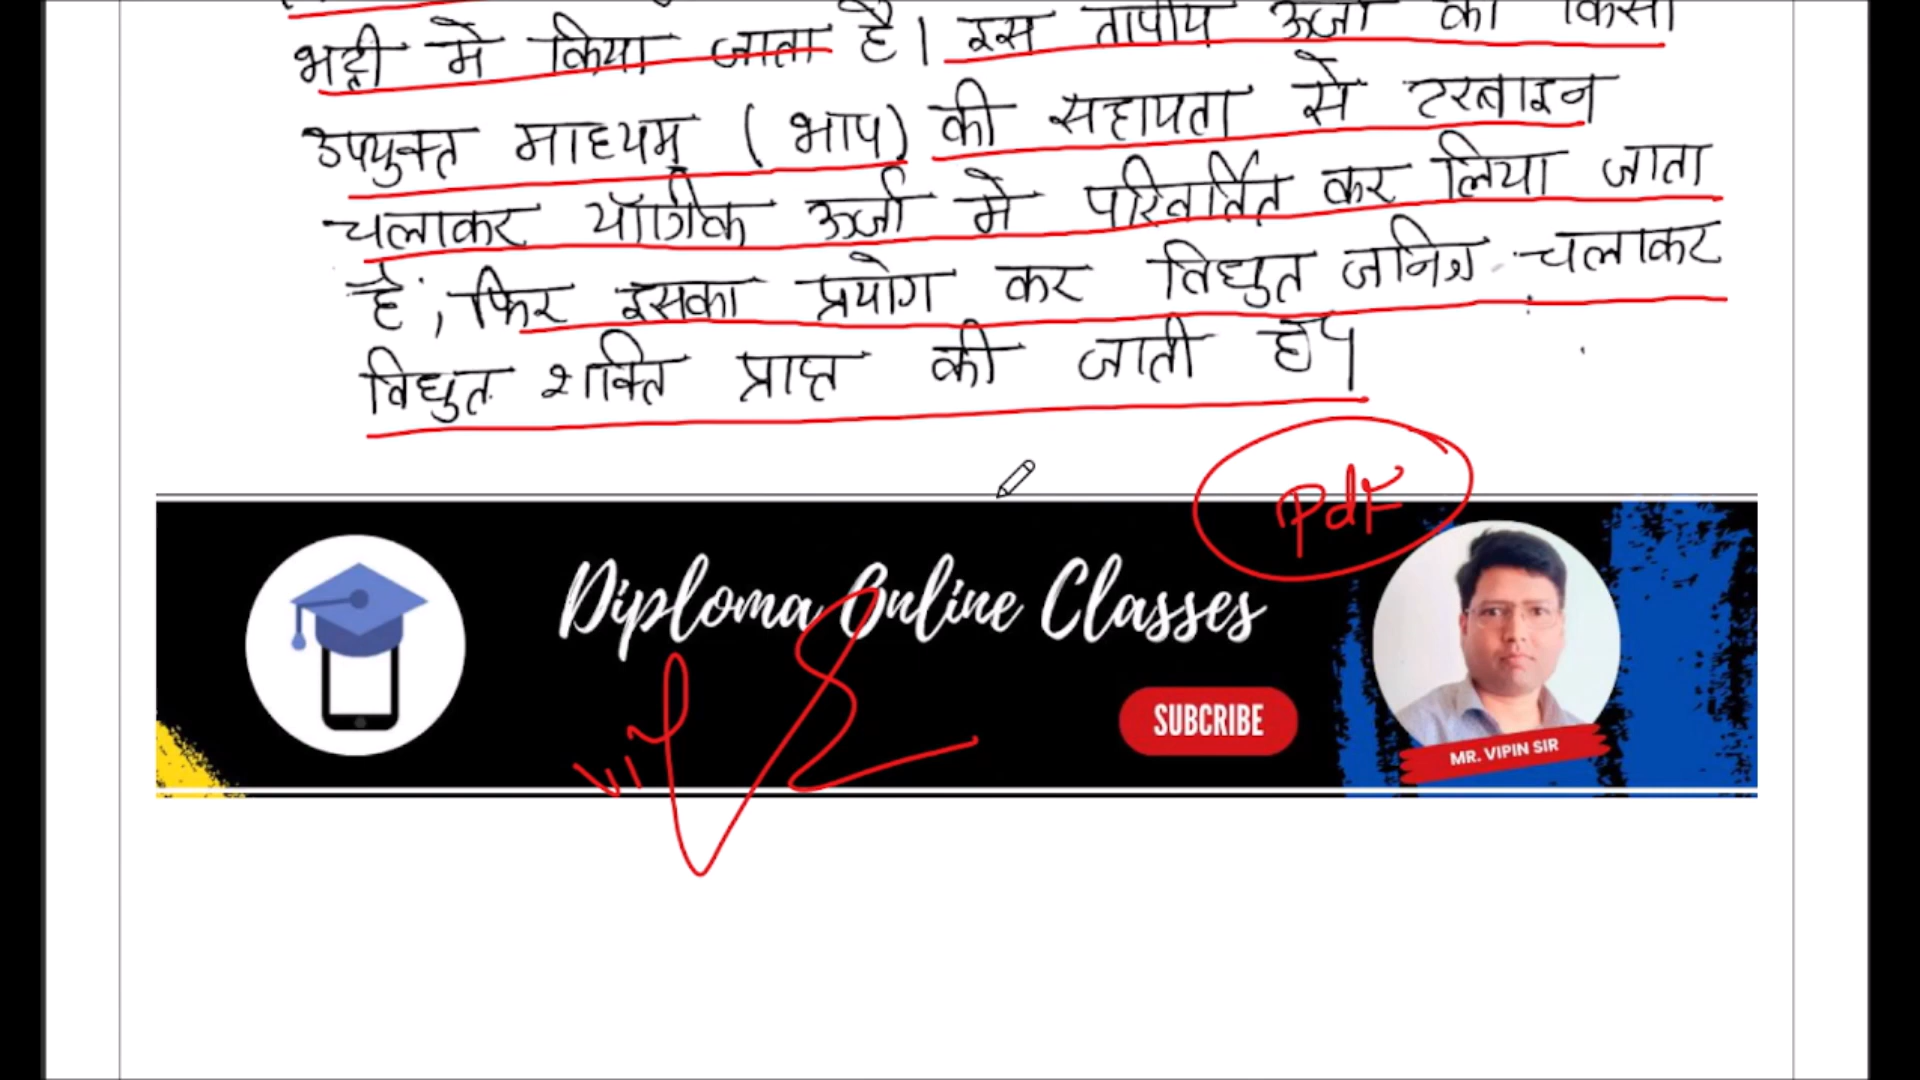 भट्टी मे किया जाता है। इस तापीय ऊर्जा को किसी
उपयुक्त माध्यम (भाप) की सहायता से टरबाइन
चलाकर यॉंत्रिक ऊर्जा मे परिवर्तित कर लिया जाता
है, फिर इसका प्रयोग कर विधुत जनित्र चलाकर
विधुत शक्ति प्राप्त की जाती है।
Pdf
Diploma Online Classes
SUBCRIBE
MR. VIPIN SIR